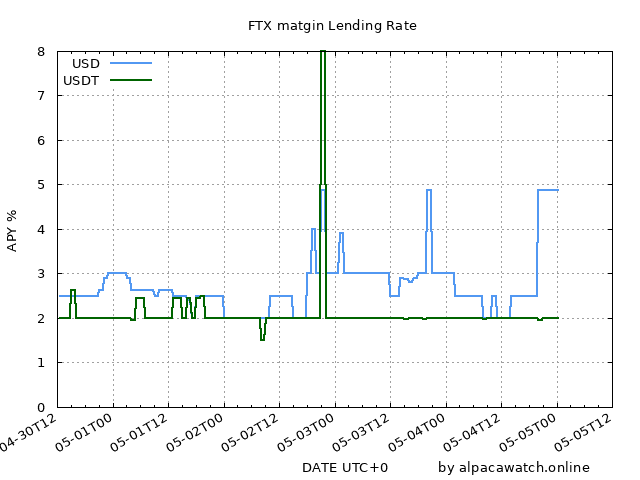 FTX matgin Lending Rate
USD
USDT
8
7
6
5
4
3
2
1
0
APY %
04-30T12
05-01T00
05-01T12
05-02T00
05-02T12
05-03T00
05-03T12
05-04T00
05-04T12
05-05T00
05-05T12
DATE UTC+0
by alpacawatch.online